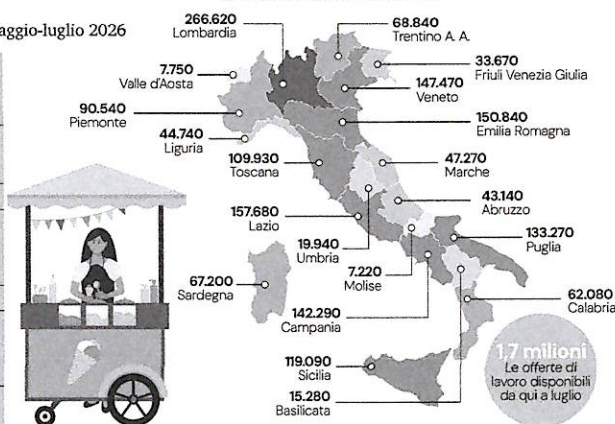 aggio-luglio 2026
266.620
Lombardia
68.840
Trentino A. A.
7.750
Valle d'Aosta
33.670
Friuli Venezia Giulia
147.470
Veneto
90.540
Piemonte
150.840
Emilia Romagna
44.740
Liguria
109.930
Toscana
47.270
Marche
43.140
Abruzzo
157.680
Lazio
133.270
Puglia
19.940
Umbria
7.220
Molise
67.200
Sardegna
62.080
Calabria
142.290
Campania
119.090
Sicilia
15.280
Basilicata
1,7 milioni
Le offerte di
lavoro disponibili
da qui a luglio